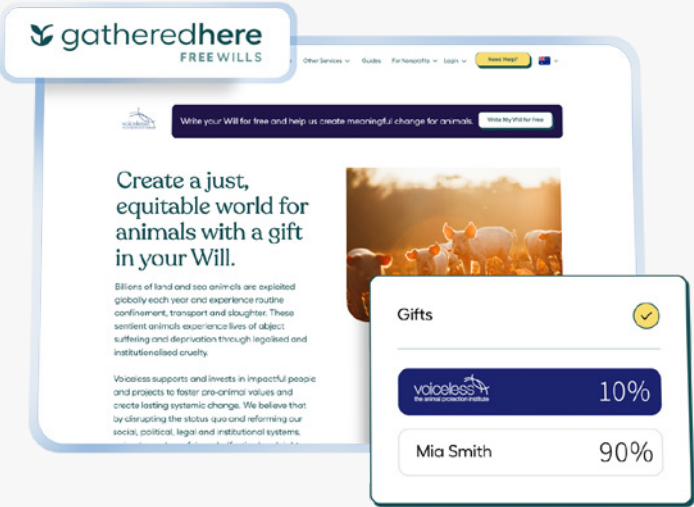 gatheredhere
FREE WILLS
Other Services Guides For Nonprofits Login Need Help?
voiceless
Write your Will for free and help us create meaningful change for animals. Write My Will for Free
Create a just,
equitable world for
animals with a gift
in your Will.
Billions of land and sea animals are exploited
globally each year and experience routine
confinement, transport and slaughter. These
sentient animals experience lives of abject
suffering and deprivation through legalised and
institutionalised cruelty.
Voiceless supports and invests in impactful people
and projects to foster pro-animal values and
create lasting systemic change. We believe that
by disrupting the status quo and reforming our
social, political, legal and institutional systems,
Gifts
voiceless
the animal protection institute
10%
Mia Smith 90%